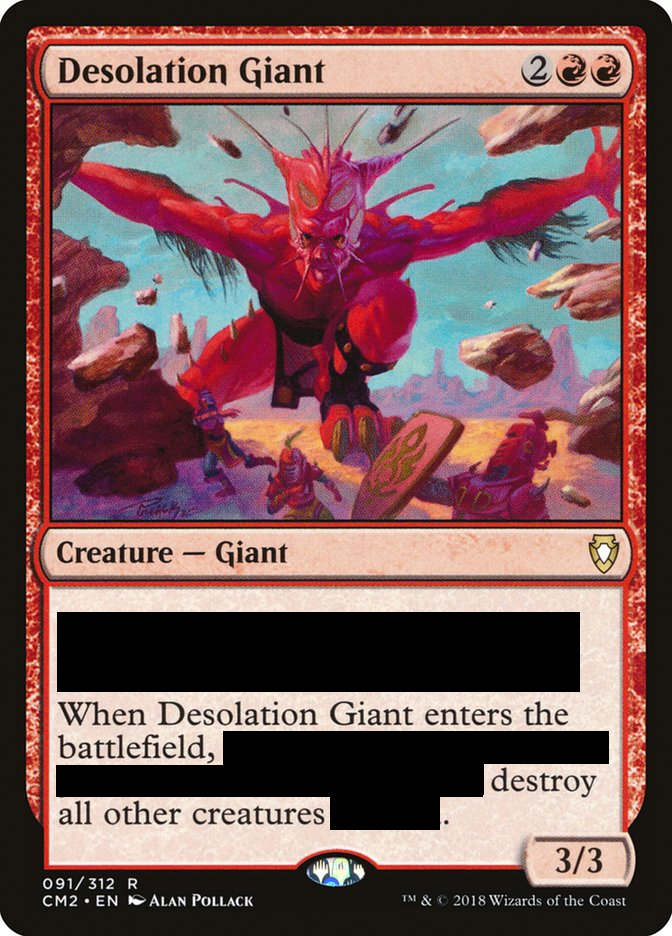 Desolation Giant
2
Creature — Giant
When Desolation Giant enters the
battlefield,
destroy
all other creatures .
3/3
091/312 R
CM2 • EN ALAN POLLACK
™ & © 2018 Wizards of the Coast